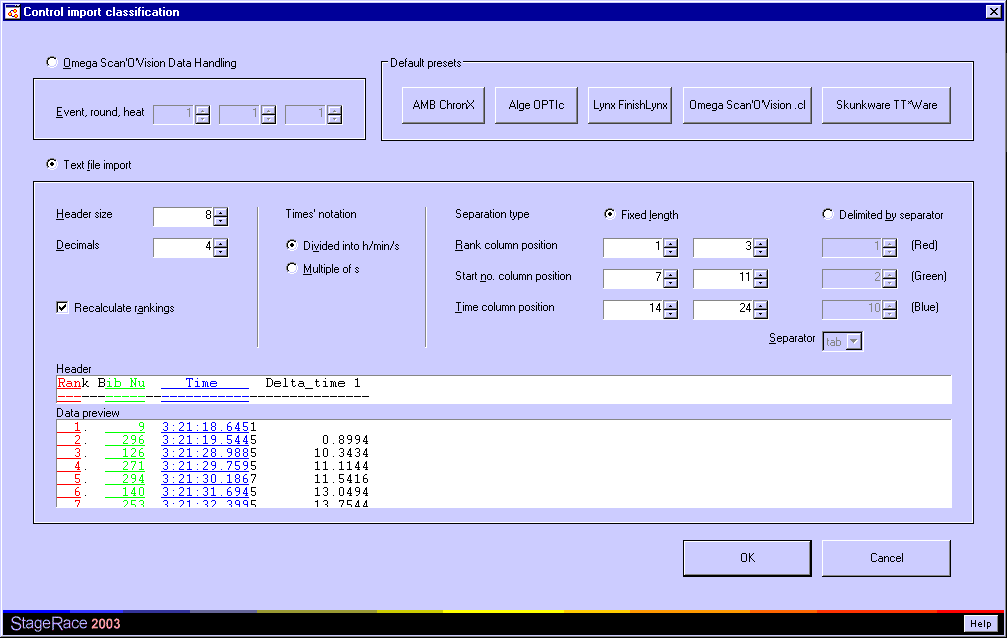 Control import classification
Omega Scan'O'Vision Data Handling
Event, round, heat 1 1 1
Default presets
AMB ChronX Alge OPTIc Lynx FinishLynx Omega Scan'O'Vision .cl Skunkware TT*Ware
Text file import
Header size 8
Decimals 4
Recalculate rankings
Times' notation
Divided into h/min/s
Multiple of s
Separation type Fixed length Delimited by separator
Rank column position 1 3 1 (Red)
Start no. column position 7 11 2 (Green)
Time column position 14 24 10 (Blue)
Separator tab
Header
Rank Bib Nu Time Delta_time 1
Data preview
1. 9 3:21:18.6451
2. 296 3:21:19.5445 0.8994
3. 126 3:21:28.9885 10.3434
4. 271 3:21:29.7595 11.1144
5. 294 3:21:30.1867 11.5416
6. 140 3:21:31.6945 13.0494
7 253 3:21:32.3995 13.7544
OK Cancel
StageRace 2003 Help